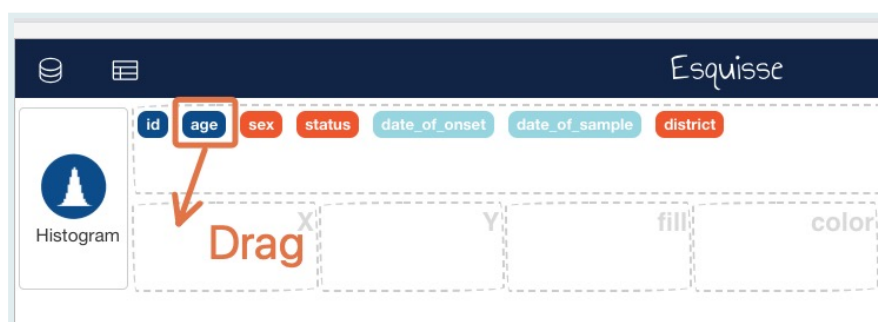 Esquisse
id age sex status date_of_onset date_of_sample district
Histogram
X Y fill color
Drag